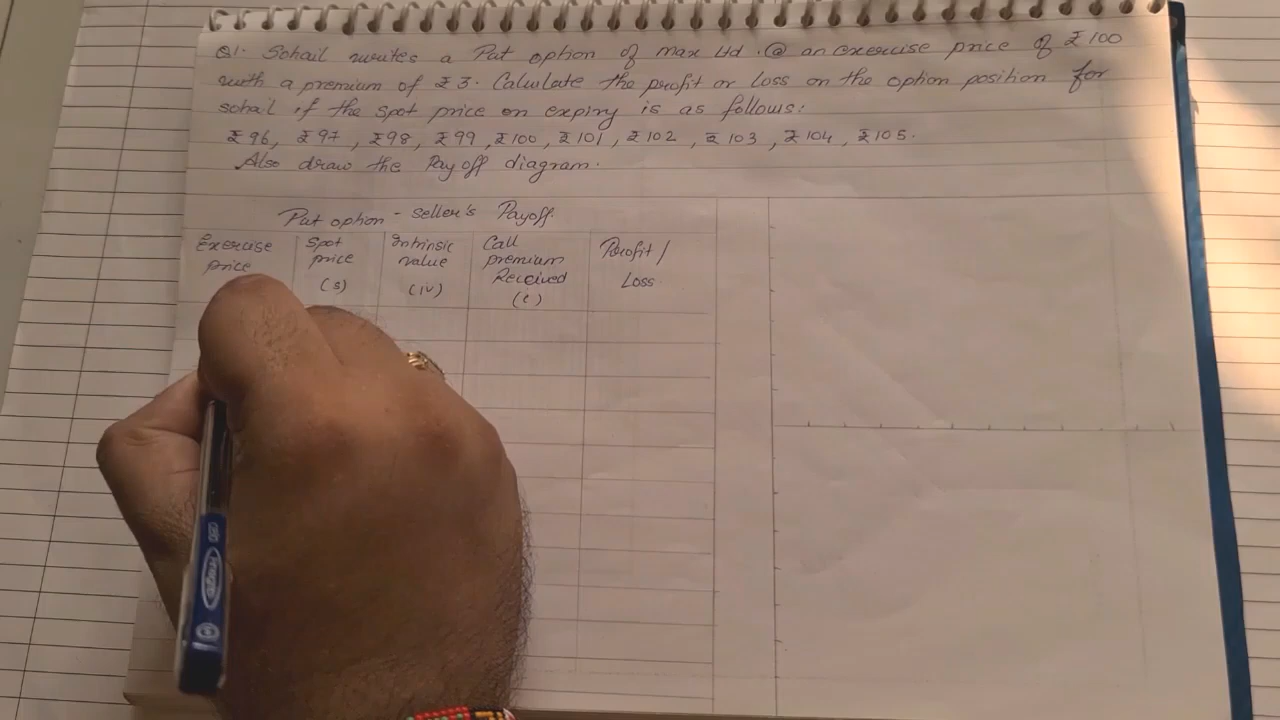 Q1. Sohail writes a Put option of Max Ltd. @ an exercise price of ₹100
with a premium of ₹3. Calculate the profit or Loss on the option position for
sohail if the spot price on expiry is as follows:
₹96, ₹97, ₹98, ₹99, ₹100, ₹101, ₹102, ₹103, ₹104, ₹105.
Also draw the Pay off diagram.
Put option - seller's Payoff.
Exercise price
Spot price (s)
Intrinsic value (IV)
Call premium Received (c)
Profit / Loss